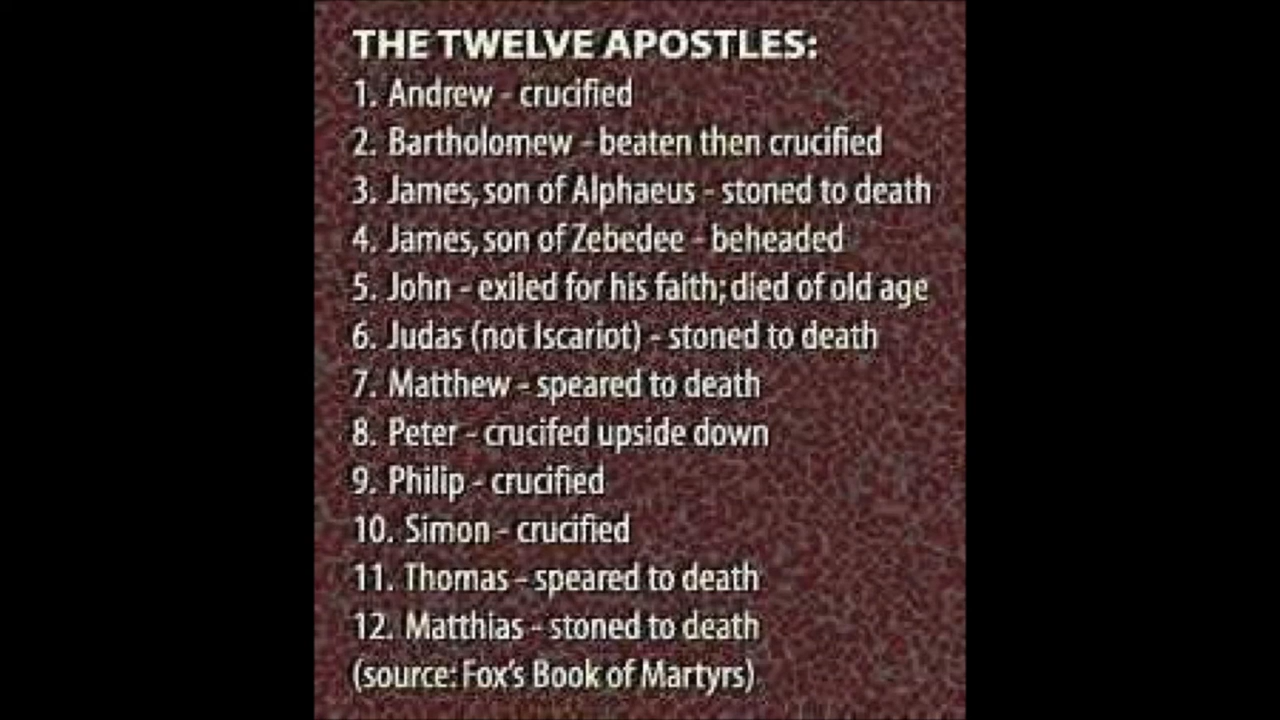 THE TWELVE APOSTLES:
1. Andrew - crucified
2. Bartholomew - beaten then crucified
3. James, son of Alphaeus - stoned to death
4. James, son of Zebedee - beheaded
5. John - exiled for his faith; died of old age
6. Judas (not Iscariot) - stoned to death
7. Matthew - speared to death
8. Peter - crucifed upside down
9. Philip - crucified
10. Simon - crucified
11. Thomas - speared to death
12. Matthias - stoned to death
(source: Fox's Book of Martyrs)